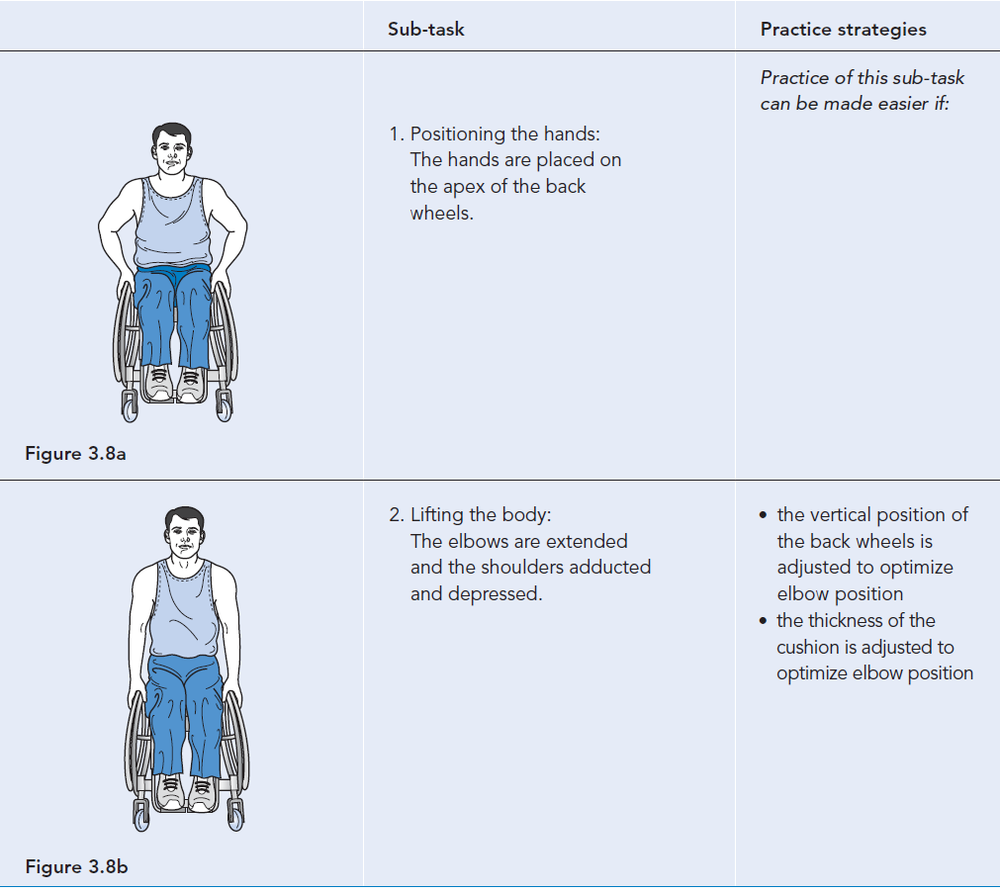 Sub-task
Practice strategies
Practice of this sub-task
can be made easier if:
1. Positioning the hands:
The hands are placed on
the apex of the back
wheels.
Figure 3.8a
2. Lifting the body:
The elbows are extended
and the shoulders adducted
and depressed.
• the vertical position of
the back wheels is
adjusted to optimize
elbow position
• the thickness of the
cushion is adjusted to
optimize elbow position
Figure 3.8b